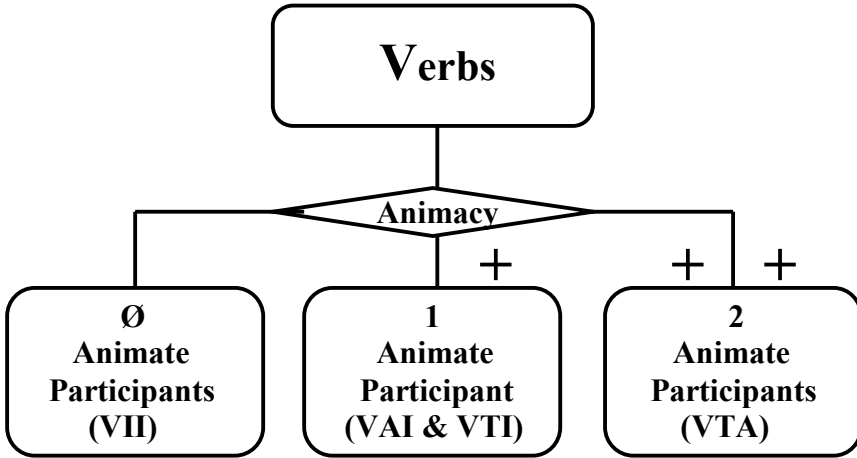 Verbs
Animacy
+
+ +
Ø
Animate
Participants
(VII)
1
Animate
Participant
(VAI & VTI)
2
Animate
Participants
(VTA)